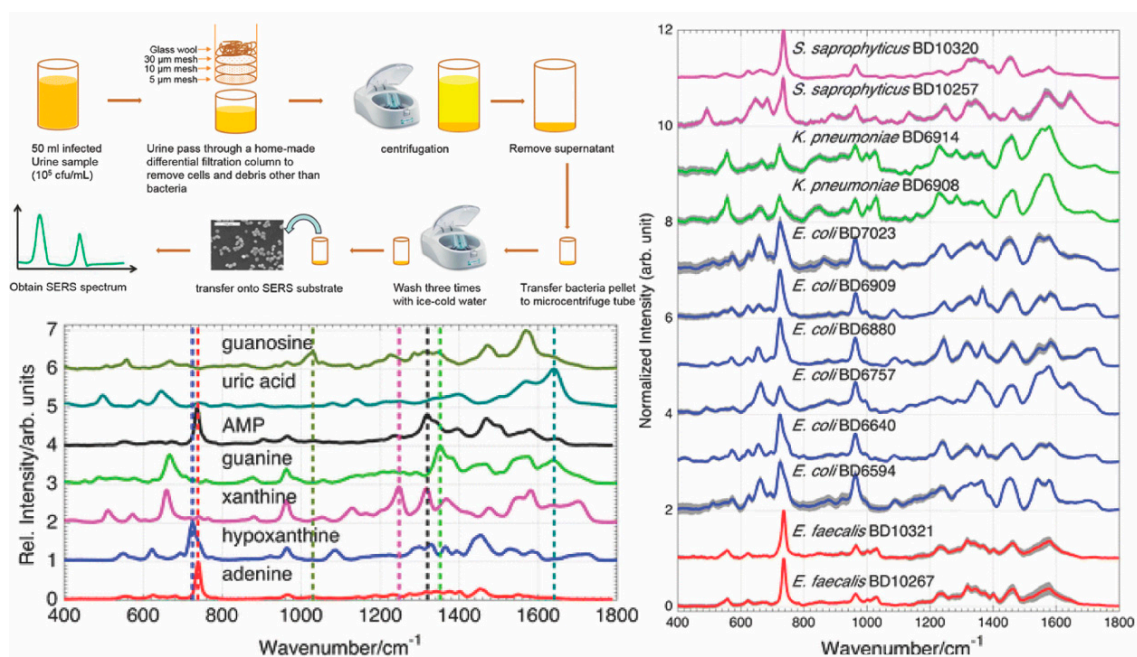 Glass wool
30 µm mesh
10 µm mesh
5 µm mesh
50 ml infected
Urine sample
(10⁵ cfu/mL)
Urine pass through a home-made
differential filtration column to
remove cells and debris other than
bacteria
centrifugation
Remove supernatant
Obtain SERS spectrum
transfer onto SERS substrate
Wash three times
with ice-cold water
Transfer bacteria pellet
to microcentrifuge tube
Rel. Intensity/arb. units
7
6
5
4
3
2
1
0
guanosine
uric acid
AMP
guanine
xanthine
hypoxanthine
adenine
400 600 800 1000 1200 1400 1600 1800
Wavenumber/cm⁻¹
Normalized Intensity (arb. unit)
12
10
8
6
4
2
0
S. saprophyticus BD10320
S. saprophyticus BD10257
K. pneumoniae BD6914
K. pneumoniae BD6908
E. coli BD7023
E. coli BD6909
E. coli BD6880
E. coli BD6757
E. coli BD6640
E. coli BD6594
E. faecalis BD10321
E. faecalis BD10267
400 600 800 1000 1200 1400 1600 1800
Wavenumber/cm⁻¹